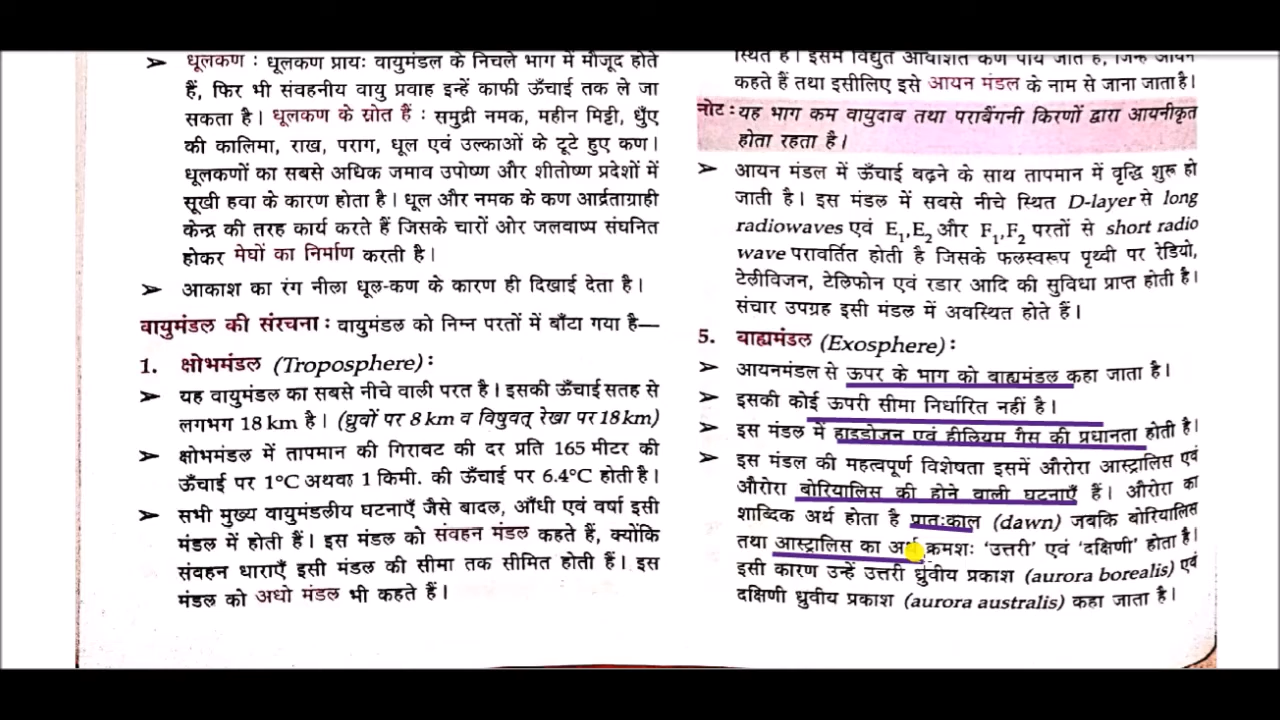 ➤ धूलकण : धूलकण प्रायः वायुमंडल के निचले भाग में मौजूद होते
हैं, फिर भी संवहनीय वायु प्रवाह इन्हें काफी ऊँचाई तक ले जा
सकता है। धूलकण के स्रोत हैं : समुद्री नमक, महीन मिट्टी, धुँए
की कालिमा, राख, पराग, धूल एवं उल्काओं के टूटे हुए कण।
धूलकणों का सबसे अधिक जमाव उपोष्ण और शीतोष्ण प्रदेशों में
सूखी हवा के कारण होता है। धूल और नमक के कण आर्द्रताग्राही
केन्द्र की तरह कार्य करते हैं जिसके चारों ओर जलवाष्प संघनित
होकर मेघों का निर्माण करती है।
➤ आकाश का रंग नीला धूल-कण के कारण ही दिखाई देता है।
वायुमंडल की संरचना : वायुमंडल को निम्न परतों में बाँटा गया है—
1. क्षोभमंडल (Troposphere) :
➤ यह वायुमंडल का सबसे नीचे वाली परत है। इसकी ऊँचाई सतह से
लगभग 18 km है। (ध्रुवों पर 8 km व विषुवत् रेखा पर 18 km)
➤ क्षोभमंडल में तापमान की गिरावट की दर प्रति 165 मीटर की
ऊँचाई पर 1°C अथवा 1 किमी. की ऊँचाई पर 6.4°C होती है।
➤ सभी मुख्य वायुमंडलीय घटनाएँ जैसे बादल, आँधी एवं वर्षा इसी
मंडल में होती हैं। इस मंडल को संवहन मंडल कहते हैं, क्योंकि
संवहन धाराएँ इसी मंडल की सीमा तक सीमित होती हैं। इस
मंडल को अधो मंडल भी कहते हैं।
स्थित है। इसमें विद्युत आवेशित कण पाये जाते हैं, जिन्हें आयन
कहते हैं तथा इसीलिए इसे आयन मंडल के नाम से जाना जाता है।
नोट : यह भाग कम वायुदाब तथा पराबैंगनी किरणों द्वारा आयनीकृत
होता रहता है।
➤ आयन मंडल में ऊँचाई बढ़ने के साथ तापमान में वृद्धि शुरू हो
जाती है। इस मंडल में सबसे नीचे स्थित D-layer से long
radiowaves एवं E₁,E₂ और F₁,F₂ परतों से short radio
wave परावर्तित होती है जिसके फलस्वरूप पृथ्वी पर रेडियो,
टेलीविजन, टेलिफोन एवं रडार आदि की सुविधा प्राप्त होती है।
संचार उपग्रह इसी मंडल में अवस्थित होते हैं।
5. बाह्यमंडल (Exosphere) :
➤ आयनमंडल से ऊपर के भाग को बाह्यमंडल कहा जाता है।
➤ इसकी कोई ऊपरी सीमा निर्धारित नहीं है।
➤ इस मंडल में हाइड्रोजन एवं हीलियम गैस की प्रधानता होती है।
➤ इस मंडल की महत्वपूर्ण विशेषता इसमें औरोरा आस्ट्रालिस एवं
औरोरा बोरियालिस की होने वाली घटनाएँ हैं। औरोरा का
शाब्दिक अर्थ होता है प्रातःकाल (dawn) जबकि बोरियालिस
तथा आस्ट्रालिस का अर्थ क्रमशः 'उत्तरी' एवं 'दक्षिणी' होता है।
इसी कारण उन्हें उत्तरी ध्रुवीय प्रकाश (aurora borealis) एवं
दक्षिणी ध्रुवीय प्रकाश (aurora australis) कहा जाता है।